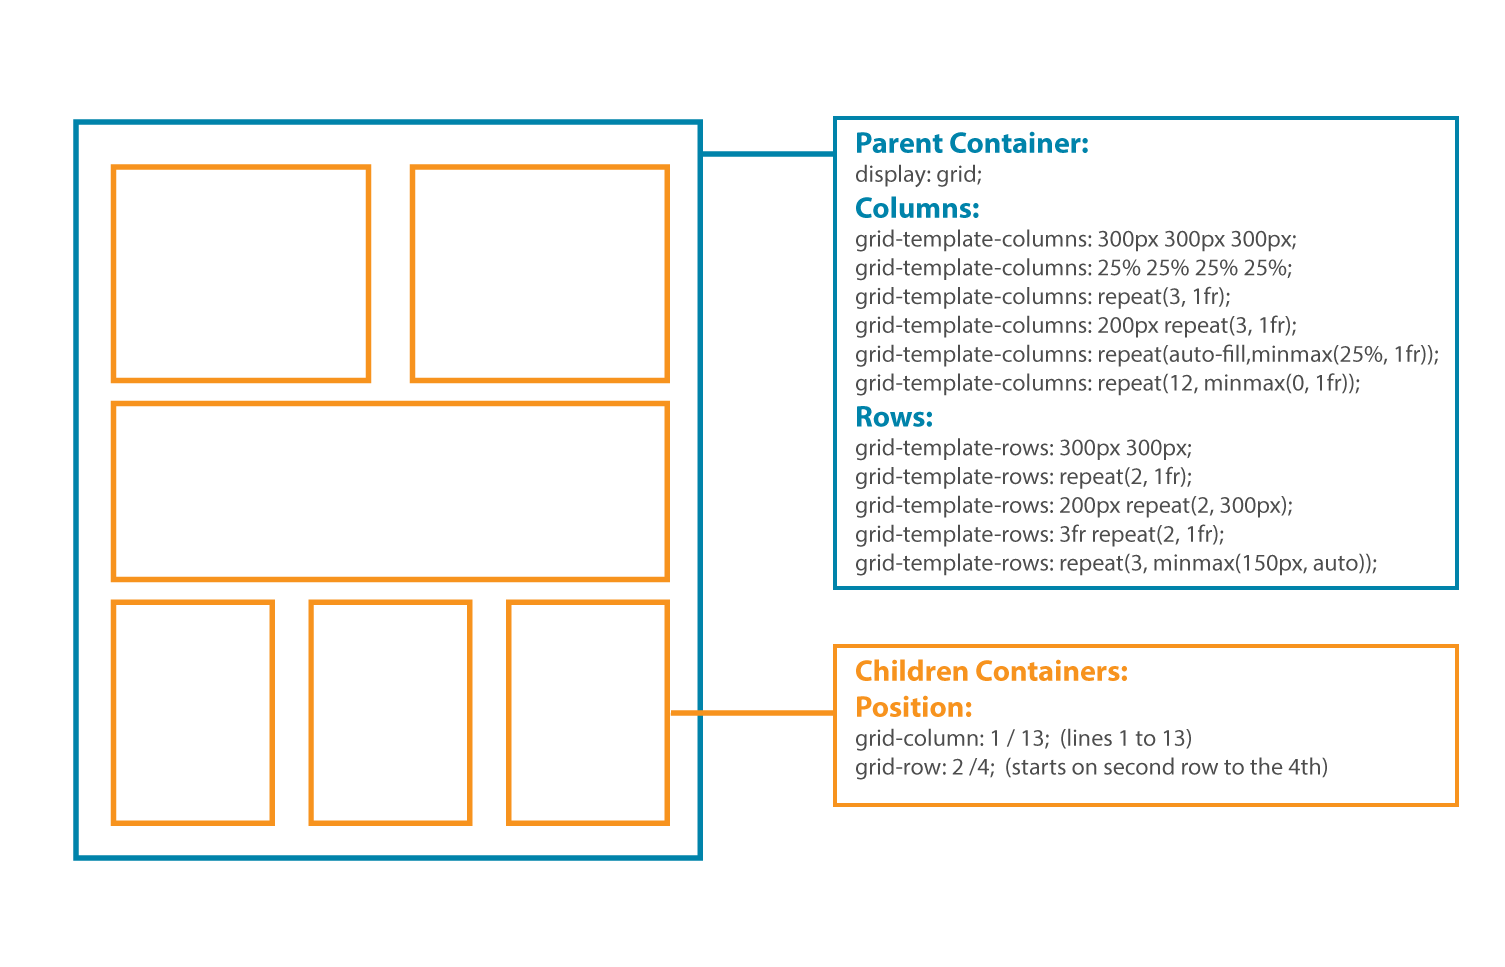 Parent Container:
display: grid;
Columns:
grid-template-columns: 300px 300px 300px;
grid-template-columns: 25% 25% 25% 25%;
grid-template-columns: repeat(3, 1fr);
grid-template-columns: 200px repeat(3, 1fr);
grid-template-columns: repeat(auto-fill,minmax(25%, 1fr));
grid-template-columns: repeat(12, minmax(0, 1fr));
Rows:
grid-template-rows: 300px 300px;
grid-template-rows: repeat(2, 1fr);
grid-template-rows: 200px repeat(2, 300px);
grid-template-rows: 3fr repeat(2, 1fr);
grid-template-rows: repeat(3, minmax(150px, auto));
Children Containers:
Position:
grid-column: 1 / 13;  (lines 1 to 13)
grid-row: 2 /4;  (starts on second row to the 4th)